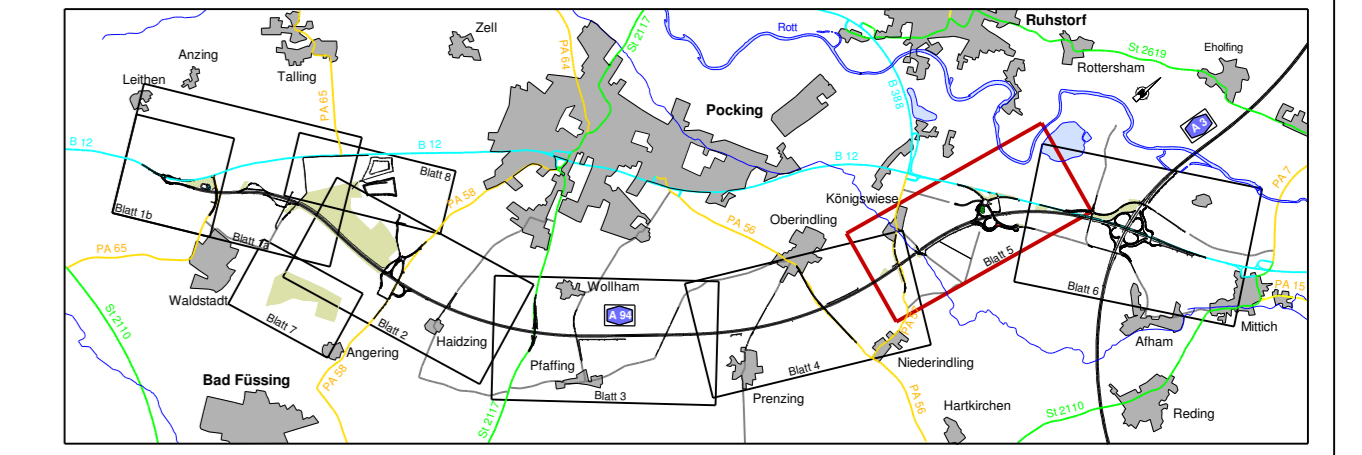 Ruhstorf
Zell
Rott
St 2117
PA 64
St 2619
Eholfing
Anzing
Talling
Rottersham
Leithen
PA 65
B 388
Pocking
A 3
B 12
B 12
B 12
Blatt 8
PA 7
PA 58
Königswiese
Blatt 1b
Oberindling
PA 56
Blatt 1a
PA 65
Blatt 5
Waldstadt
Wollham
Blatt 6
PA 15
St 2110
A 94
Blatt 7
Blatt 2
Mittich
Haidzing
Afham
Angering
Pfaffing
Niederindling
Blatt 4
Bad Füssing
PA 58
Blatt 3
Prenzing
PA 56
Hartkirchen
St 2110
Reding
St 2117